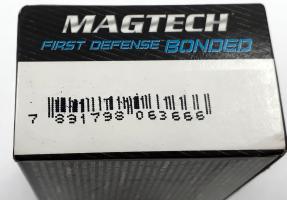 MAGTECH
FIRST DEFENSE BONDED
7 891798 063666